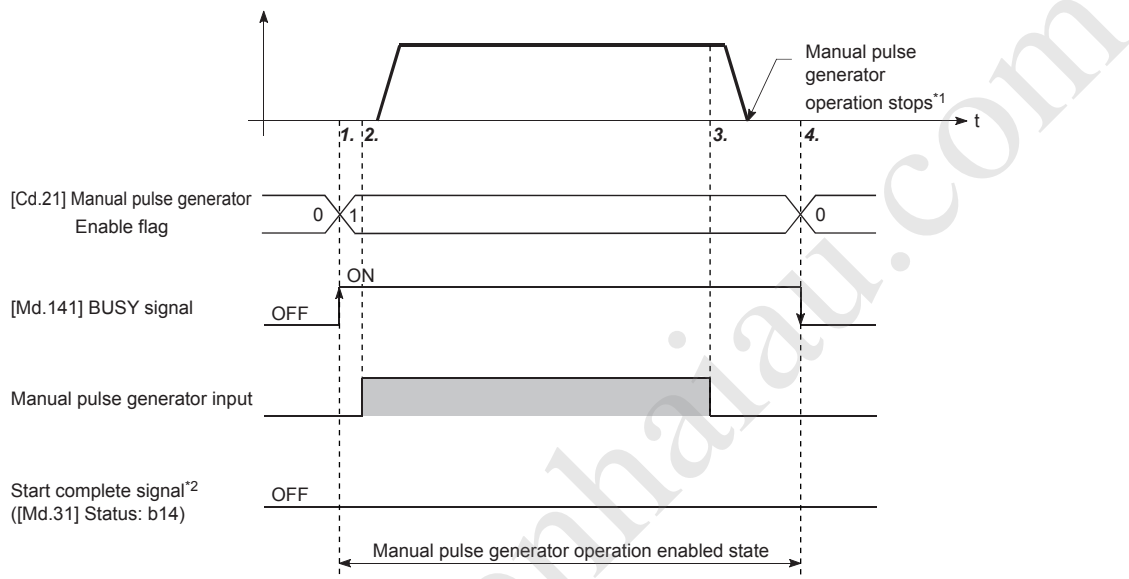 Manual pulse
generator
operation stops*1
t
1. 2. 3. 4.
[Cd.21] Manual pulse generator
Enable flag
0 1 0
ON
[Md.141] BUSY signal
OFF
Manual pulse generator input
Start complete signal*2
([Md.31] Status: b14)
OFF
Manual pulse generator operation enabled state